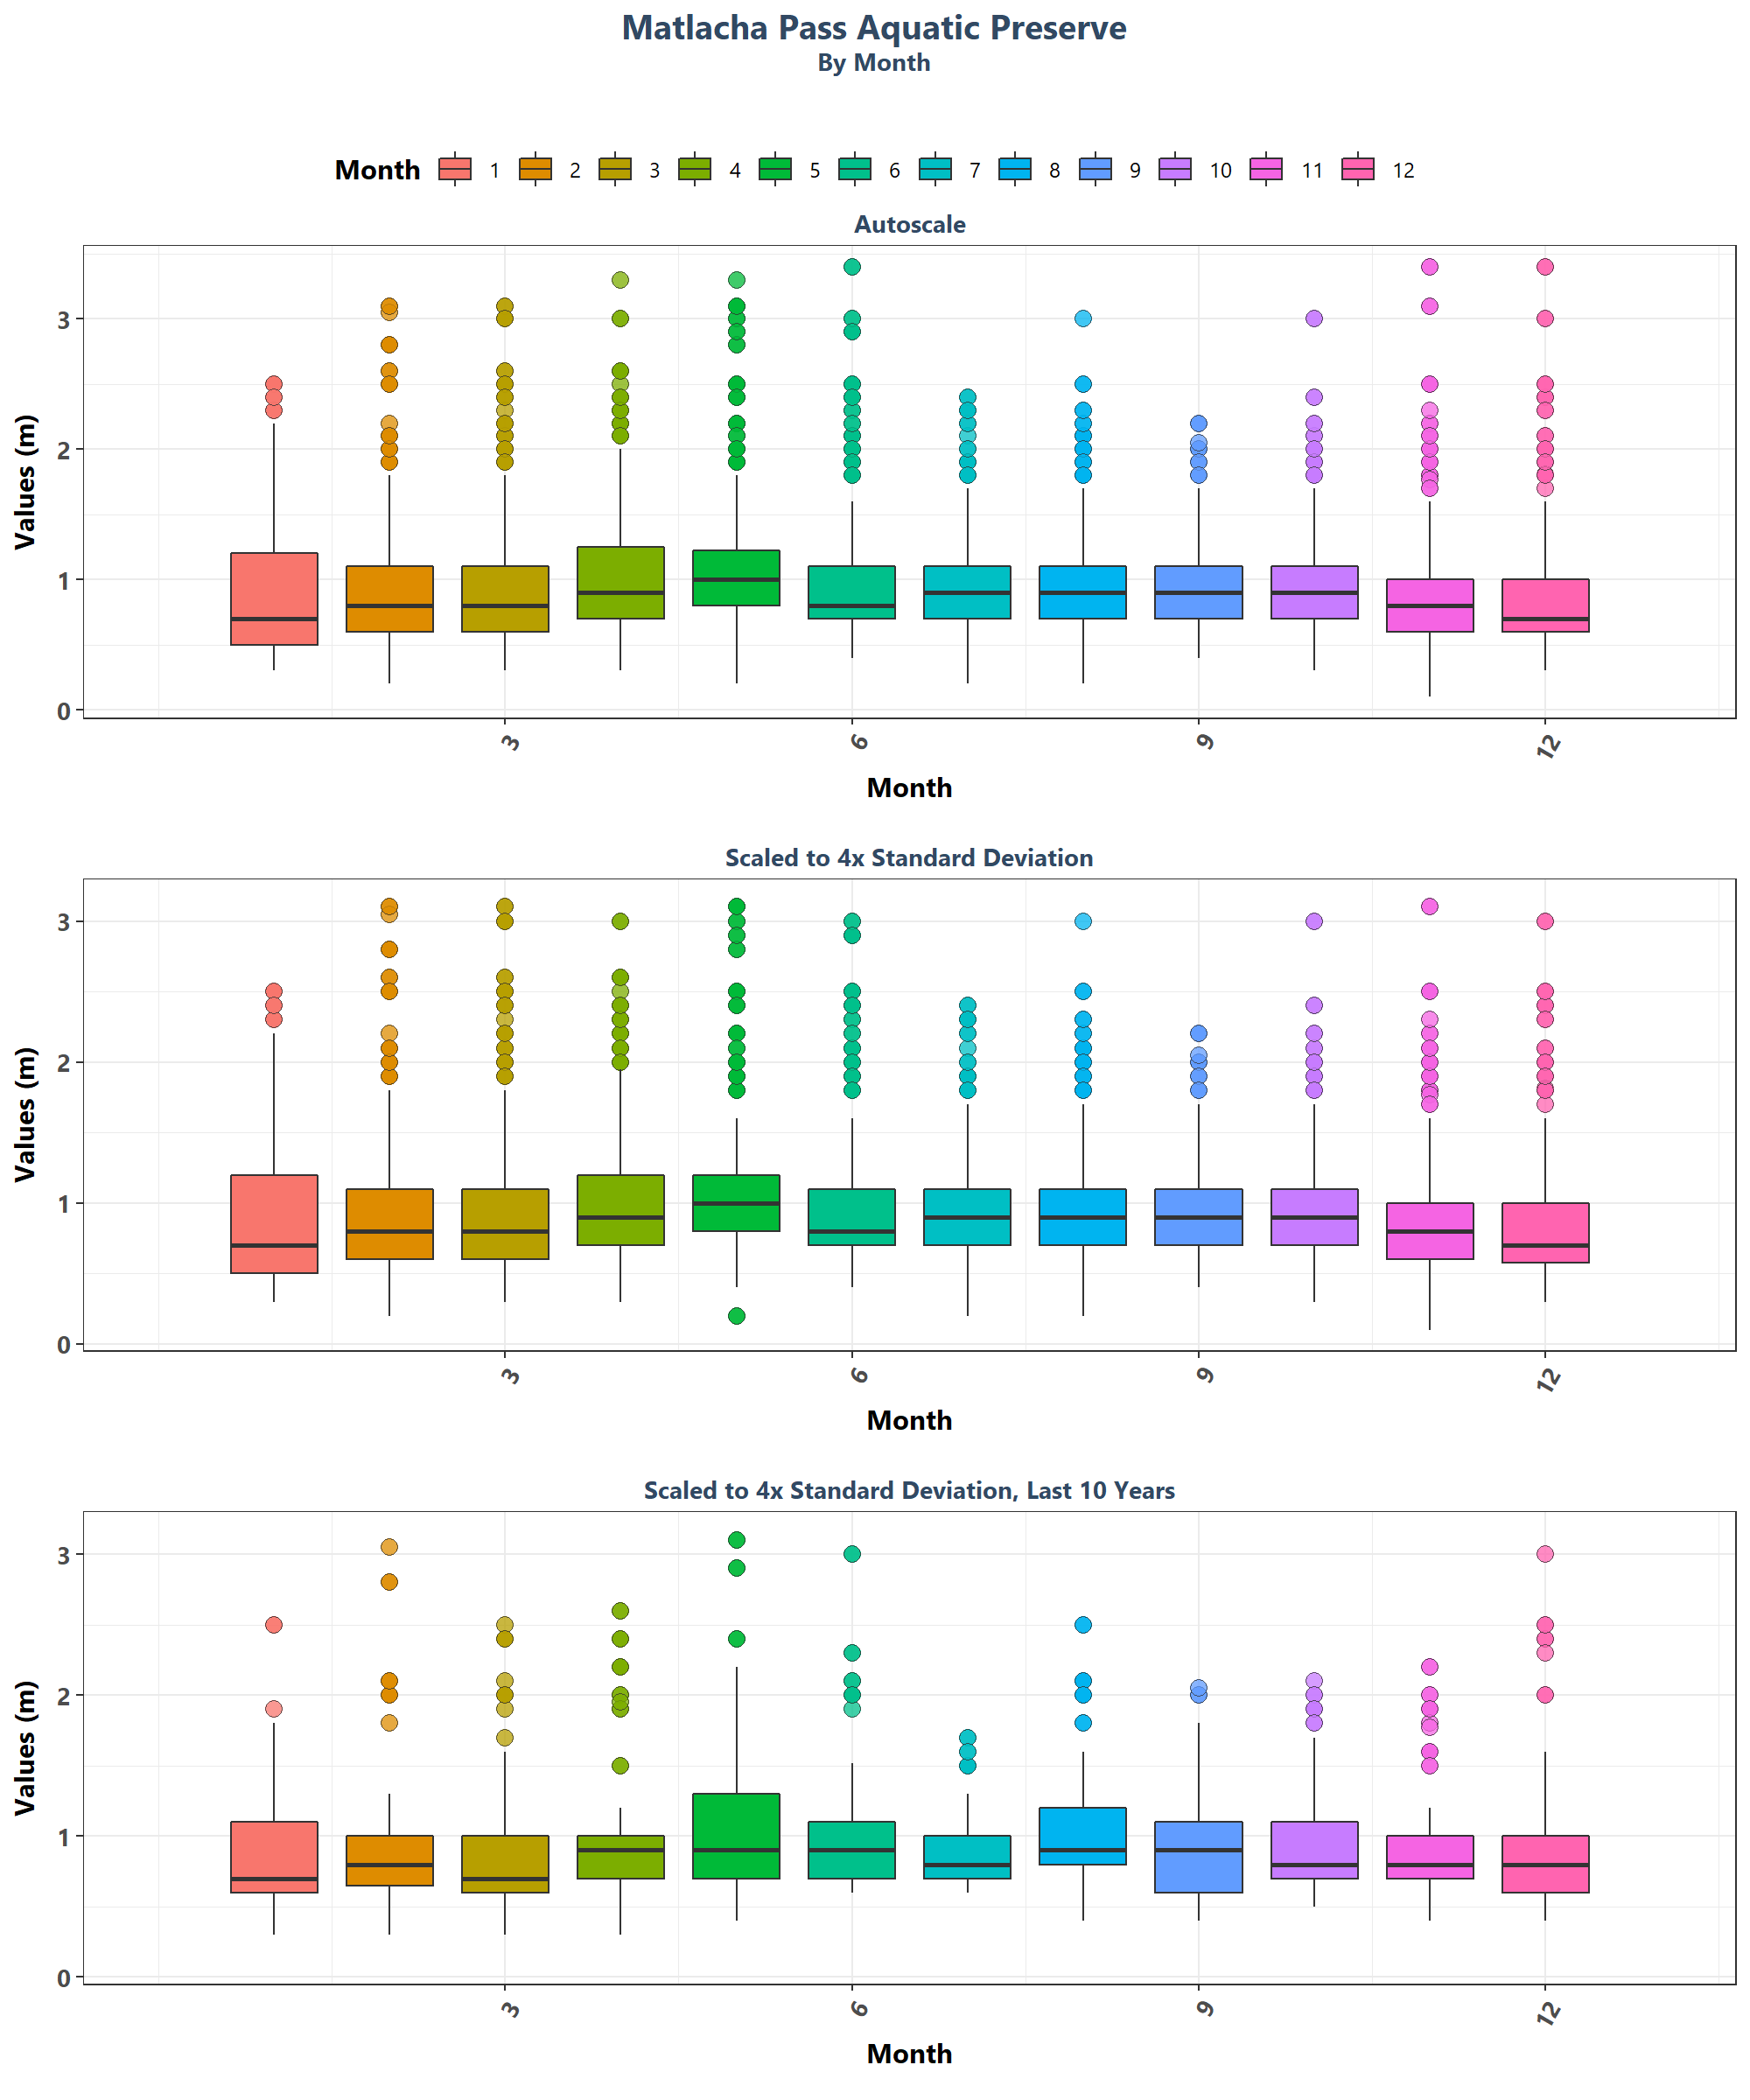 Matlacha Pass Aquatic Preserve
By Month
Month 1 2 3 4 5 6 7 8 9 10 11 12
Autoscale
Values (m)
3
2
1
0
3 6 9 12
Month
Scaled to 4x Standard Deviation
Values (m)
3
2
1
0
3 6 9 12
Month
Scaled to 4x Standard Deviation, Last 10 Years
Values (m)
3
2
1
0
3 6 9 12
Month